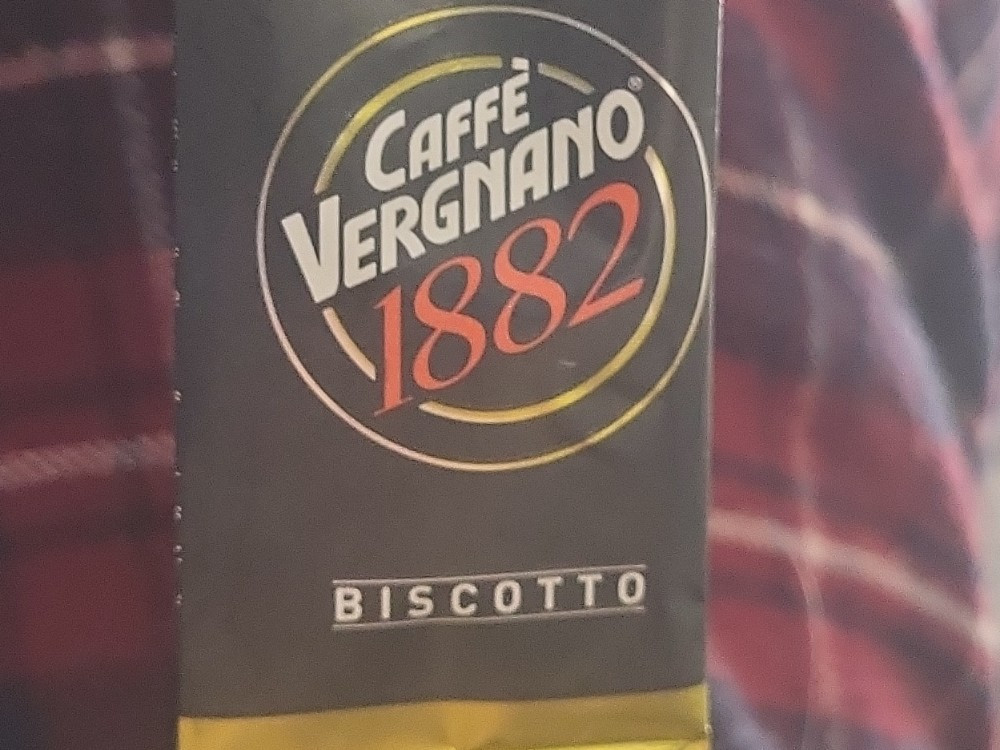 CAFFÈ
VERGNANO®
1882
BISCOTTO